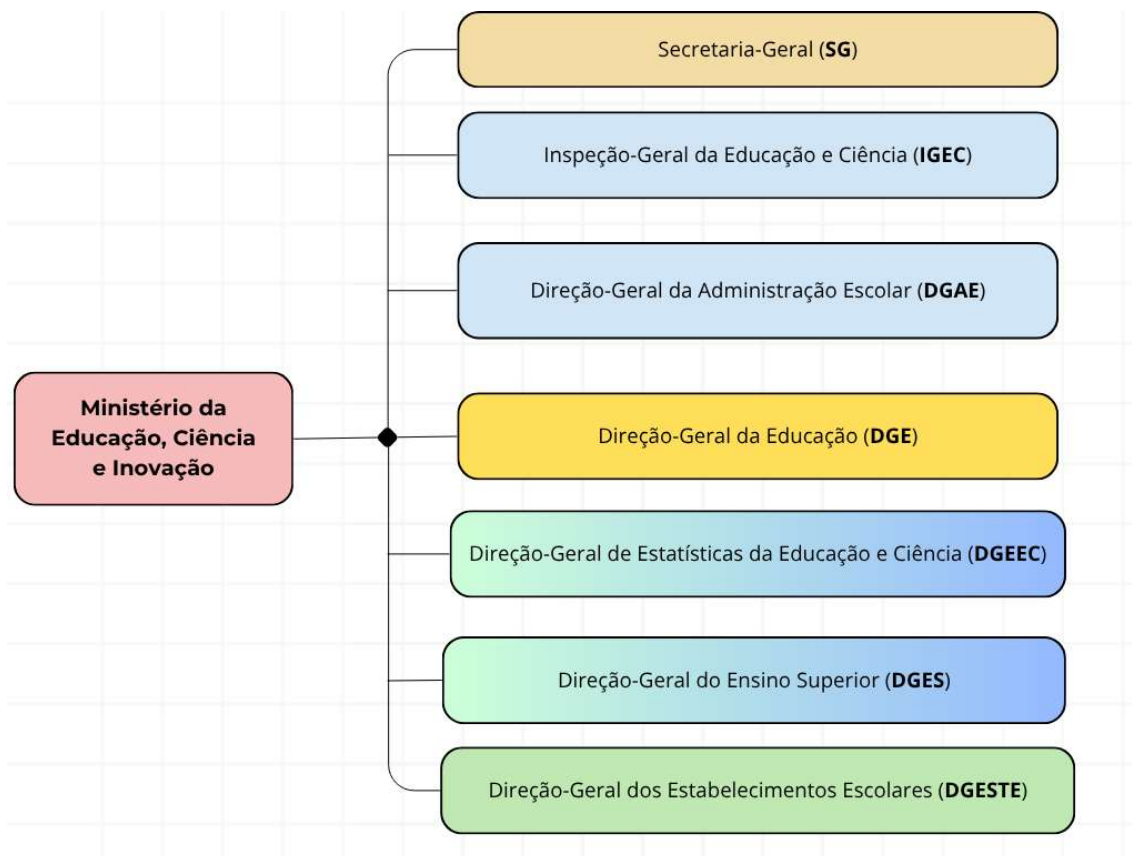 Secretaria-Geral (SG)
Inspeção-Geral da Educação e Ciência (IGEC)
Direção-Geral da Administração Escolar (DGAE)
Ministério da
Educação, Ciência
e Inovação
Direção-Geral da Educação (DGE)
Direção-Geral de Estatísticas da Educação e Ciência (DGEEC)
Direção-Geral do Ensino Superior (DGES)
Direção-Geral dos Estabelecimentos Escolares (DGESTE)